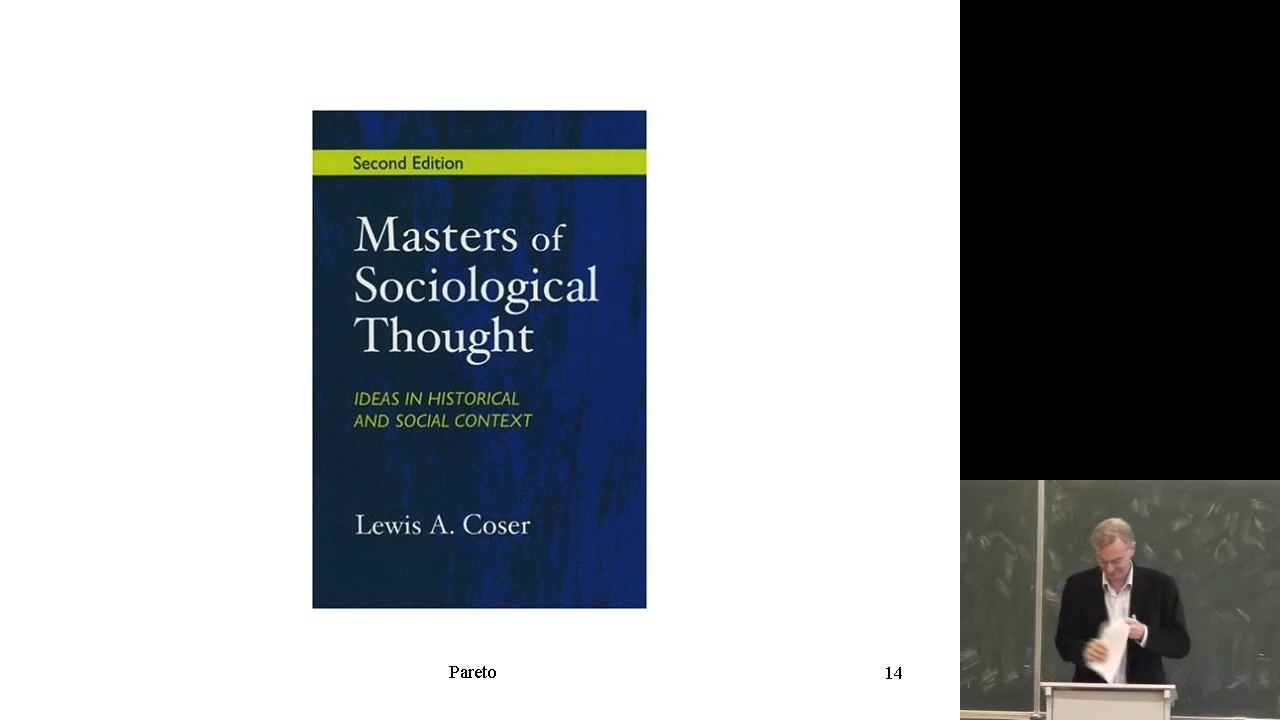 Second Edition
Masters of
Sociological
Thought
IDEAS IN HISTORICAL
AND SOCIAL CONTEXT
Lewis A. Coser
Pareto
14